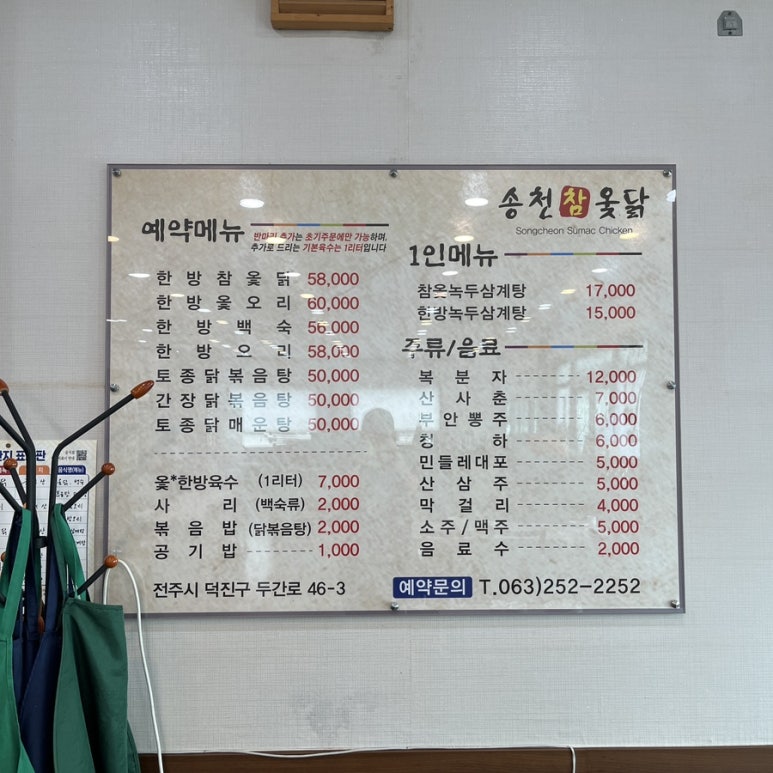 송천참옻닭
Songcheon Sumac Chicken
예약메뉴
반마리 추가는 초기주문에만 가능하며,
추가로 드리는 기본육수는 1리터입니다
한방참옻닭 58,000
한방옻오리 60,000
한방백숙 56,000
한방오리 58,000
토종닭볶음탕 50,000
간장닭볶음탕 50,000
토종닭매운탕 50,000
옻*한방육수 (1리터) 7,000
사리 (백숙류) 2,000
볶음밥 (닭볶음탕) 2,000
공기밥 1,000
전주시 덕진구 두간로 46-3
1인메뉴
참옻녹두삼계탕 17,000
한방녹두삼계탕 15,000
주류/음료
복분자 12,000
산사춘 7,000
부안뽕주 6,000
청하 6,000
민들레대포 5,000
산삼주 5,000
막걸리 4,000
소주/맥주 5,000
음료수 2,000
예약문의 T.063)252-2252